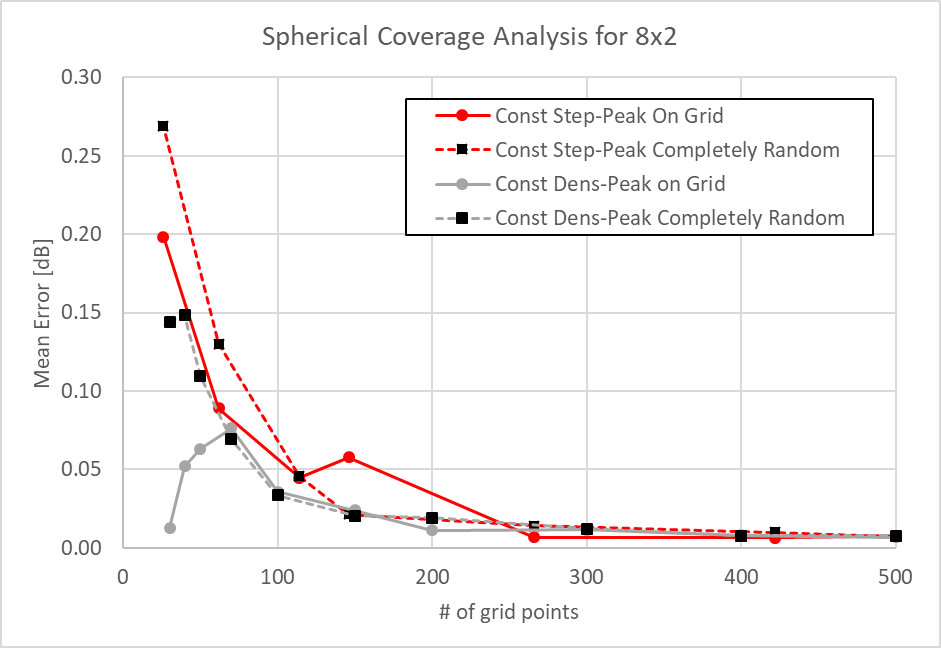 Spherical Coverage Analysis for 8x2
0.30
0.25
0.20
0.15
0.10
0.05
0.00
Mean Error [dB]
Const Step-Peak On Grid
Const Step-Peak Completely Random
Const Dens-Peak on Grid
Const Dens-Peak Completely Random
0 100 200 300 400 500
# of grid points